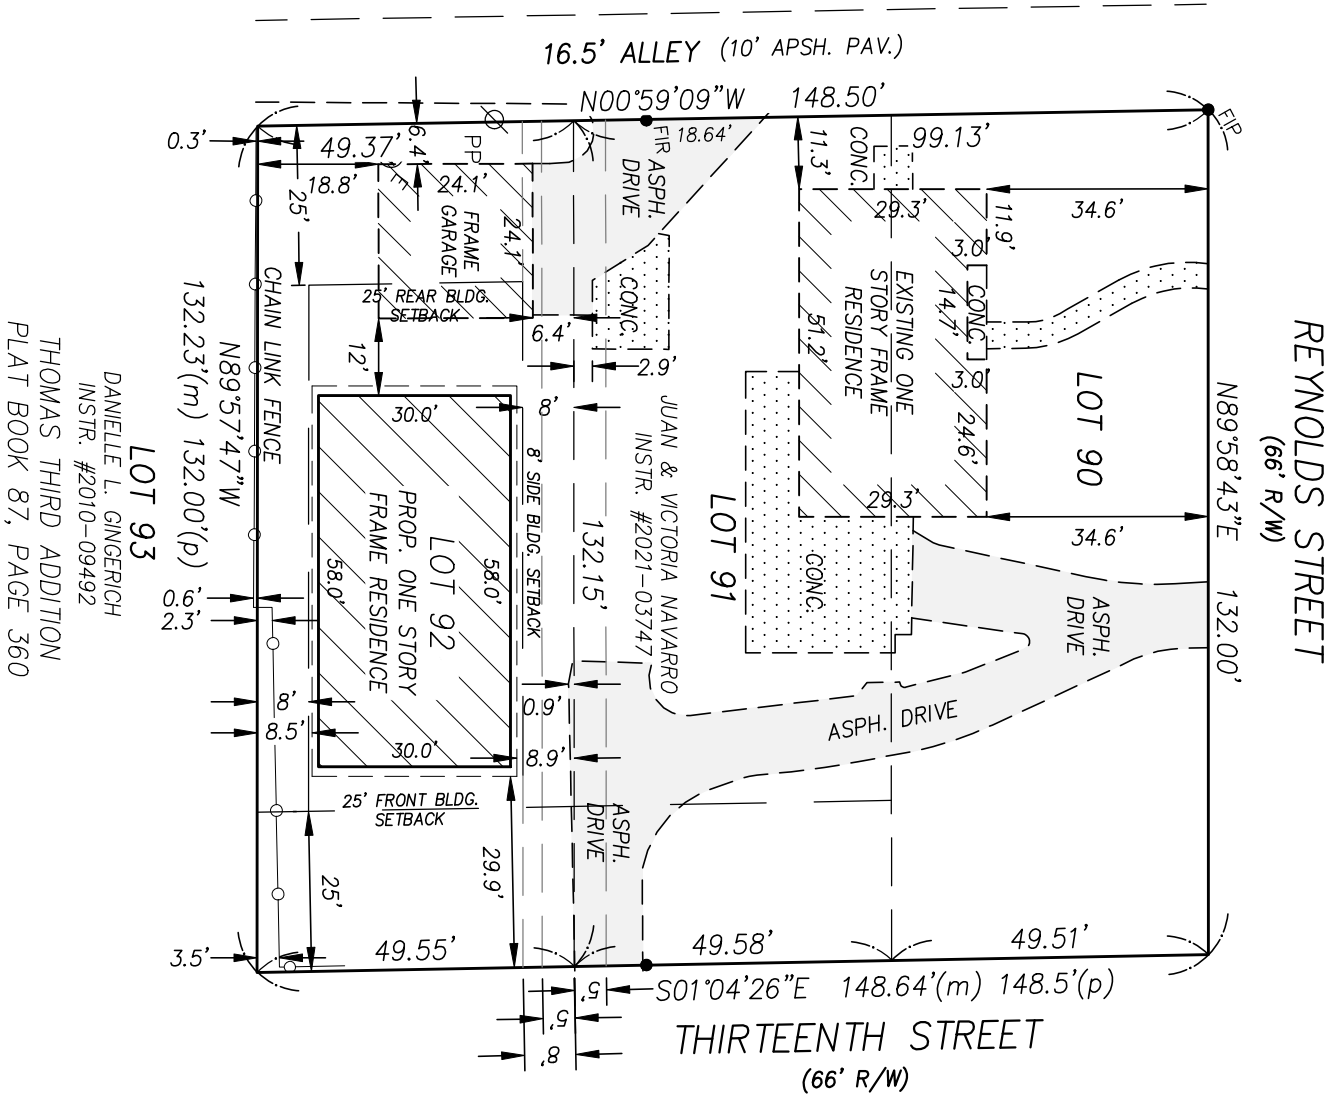 16.5' ALLEY (10' APSH. PAV.)
N00°59'09"W 148.50'
FIP
0.3'
49.37'
6.4'
PP
FIR
18.64'
99.13'
11.3'
CONC.
18.8'
25'
24.1'
24.1'
FRAME
GARAGE
ASPH.
DRIVE
29.3'
34.6'
11.9'
3.0'
CONC.
14.7'
3.0'
24.6'
EXISTING ONE
STORY FRAME
RESIDENCE
51.2'
29.3'
34.6'
CONC.
25' REAR BLDG.
SETBACK
6.4'
2.9'
12'
8'
30.0'
8' SIDE BLDG. SETBACK
132.15'
JUAN & VICTORIA NAVARRO
INSTR. #2021-03747
LOT 91
LOT 90
CONC.
ASPH.
DRIVE
ASPH. DRIVE
REYNOLDS STREET
(66' R/W)
N89°58'43"E 132.00'
CHAIN LINK FENCE
N89°57'47"W
132.23'(m) 132.00'(p)
LOT 93
DANIELLE L. GINGERICH
INSTR. #2010-09492
THOMAS THIRD ADDITION
PLAT BOOK 87, PAGE 360
LOT 92
PROP. ONE STORY
FRAME RESIDENCE
58.0'
58.0'
0.6'
2.3'
8'
8.5'
30.0'
0.9'
8.9'
25' FRONT BLDG.
SETBACK
ASPH.
DRIVE
29.9'
25'
3.5'
49.55'
49.58'
49.51'
5'
5'
8'
S01°04'26"E 148.64'(m) 148.5'(p)
THIRTEENTH STREET
(66' R/W)